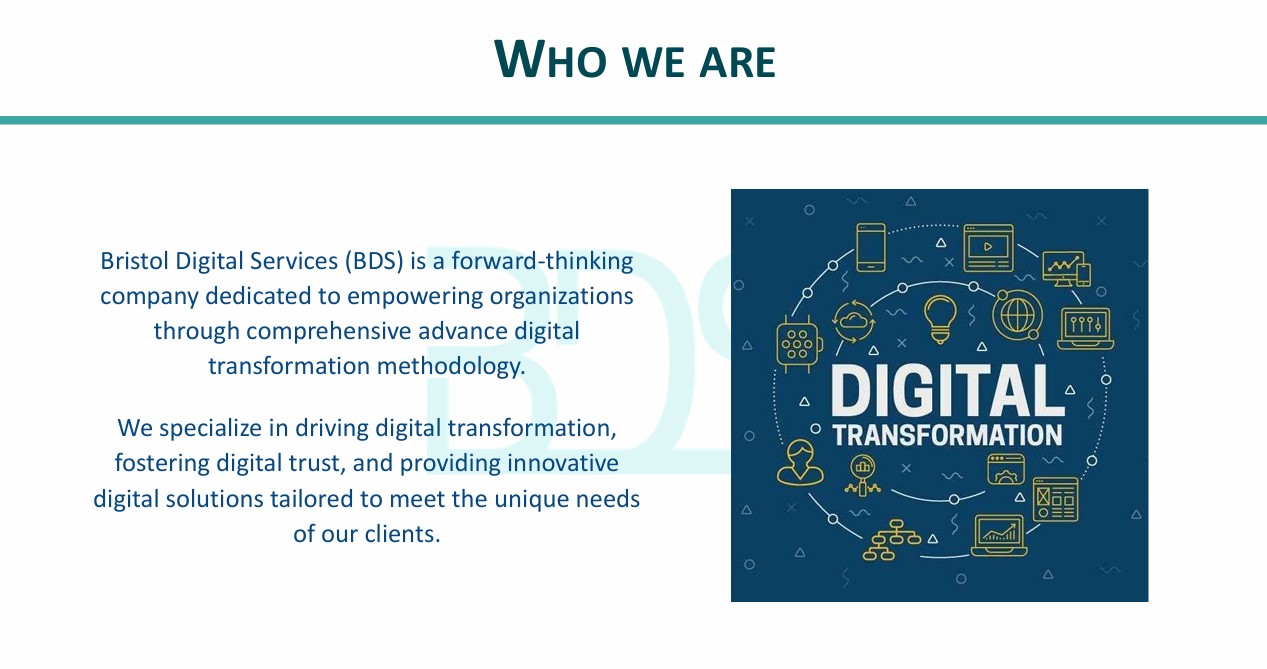 WHO WE ARE
Bristol Digital Services (BDS) is a forward-thinking
company dedicated to empowering organizations
through comprehensive advance digital
transformation methodology.
We specialize in driving digital transformation,
fostering digital trust, and providing innovative
digital solutions tailored to meet the unique needs
of our clients.
BDS
DIGITAL
TRANSFORMATION